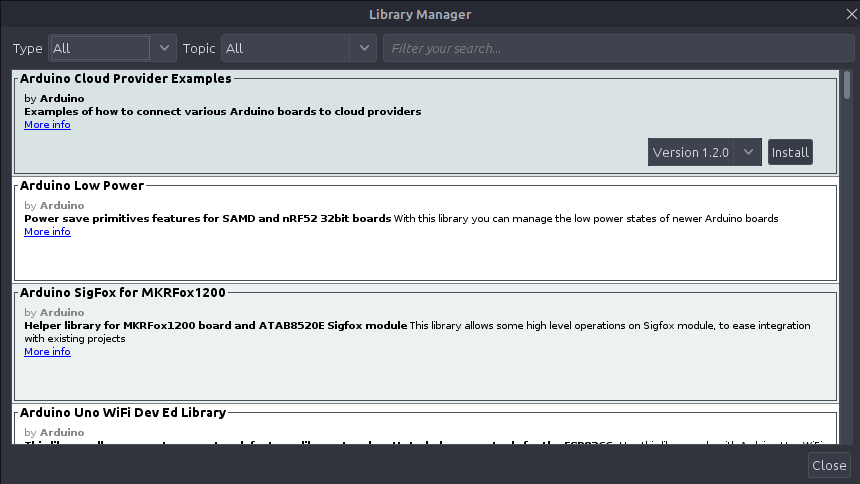 Library Manager
Type All Topic All Filter your search...
Arduino Cloud Provider Examples
by Arduino
Examples of how to connect various Arduino boards to cloud providers
More info
Version 1.2.0 Install
Arduino Low Power
by Arduino
Power save primitives features for SAMD and nRF52 32bit boards With this library you can manage the low power states of newer Arduino boards
More info
Arduino SigFox for MKRFox1200
by Arduino
Helper library for MKRFox1200 board and ATAB8520E Sigfox module This library allows some high level operations on Sigfox module, to ease integration
with existing projects
More info
Arduino Uno WiFi Dev Ed Library
by Arduino
Close